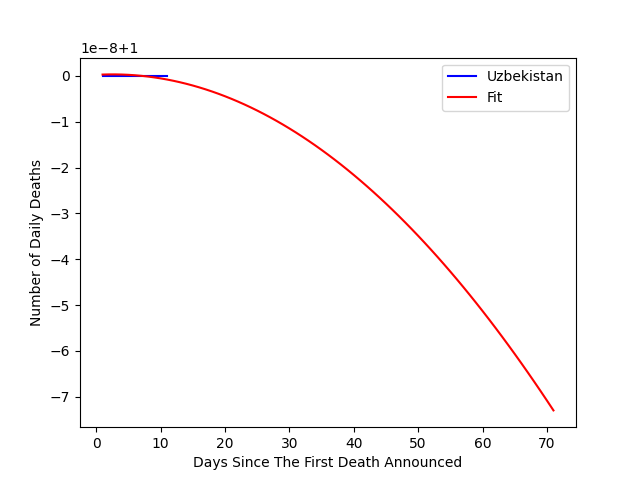 1e−8+1
Uzbekistan
Fit
0
−1
−2
−3
−4
−5
−6
−7
Number of Daily Deaths
0 10 20 30 40 50 60 70
Days Since The First Death Announced